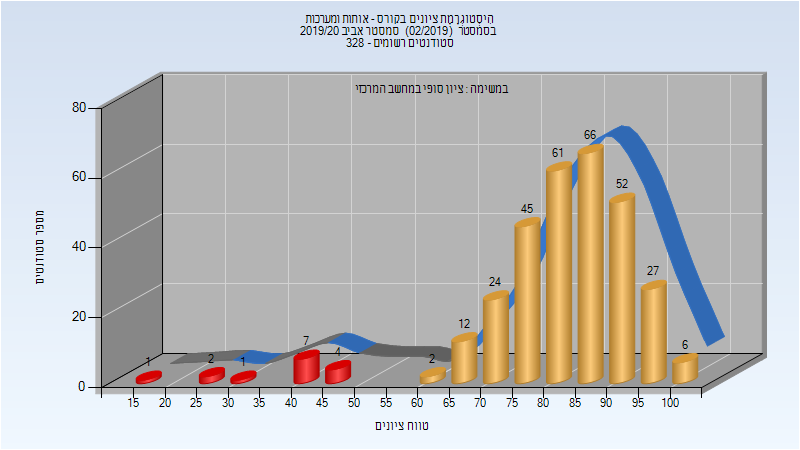 היסטוגרמת ציונים בקורס - אותות ומערכות
בסמסטר (02/2019) סמסטר אביב 2019/20
סטודנטים רשומים - 328
במשימה : ציון סופי במחשב המרכזי
מספר סטודנטים
80
60
40
20
0
1
2
1
7
4
2
12
24
45
61
66
52
27
6
15 20 25 30 35 40 45 50 60 65 70 75 80 85 90 95 100
טווח ציונים